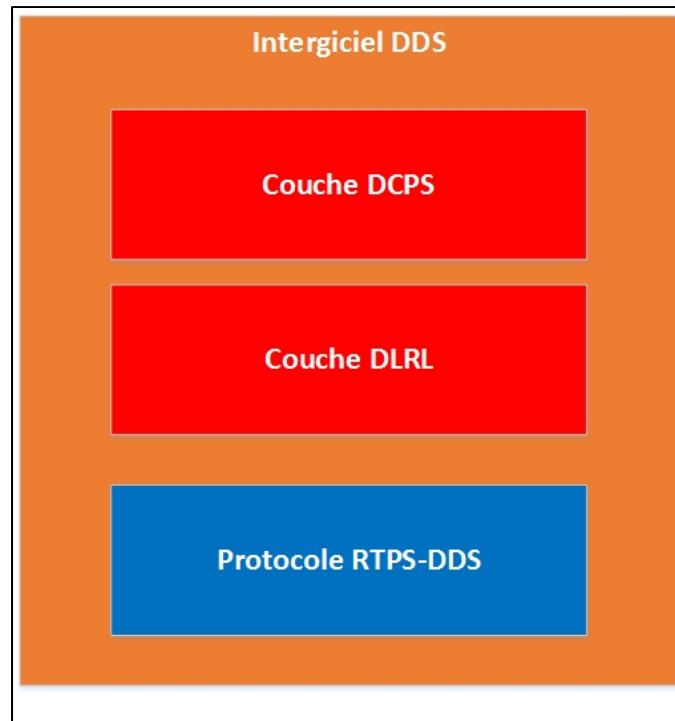 Intergiciel DDS
Couche DCPS
Couche DLRL
Protocole RTPS-DDS